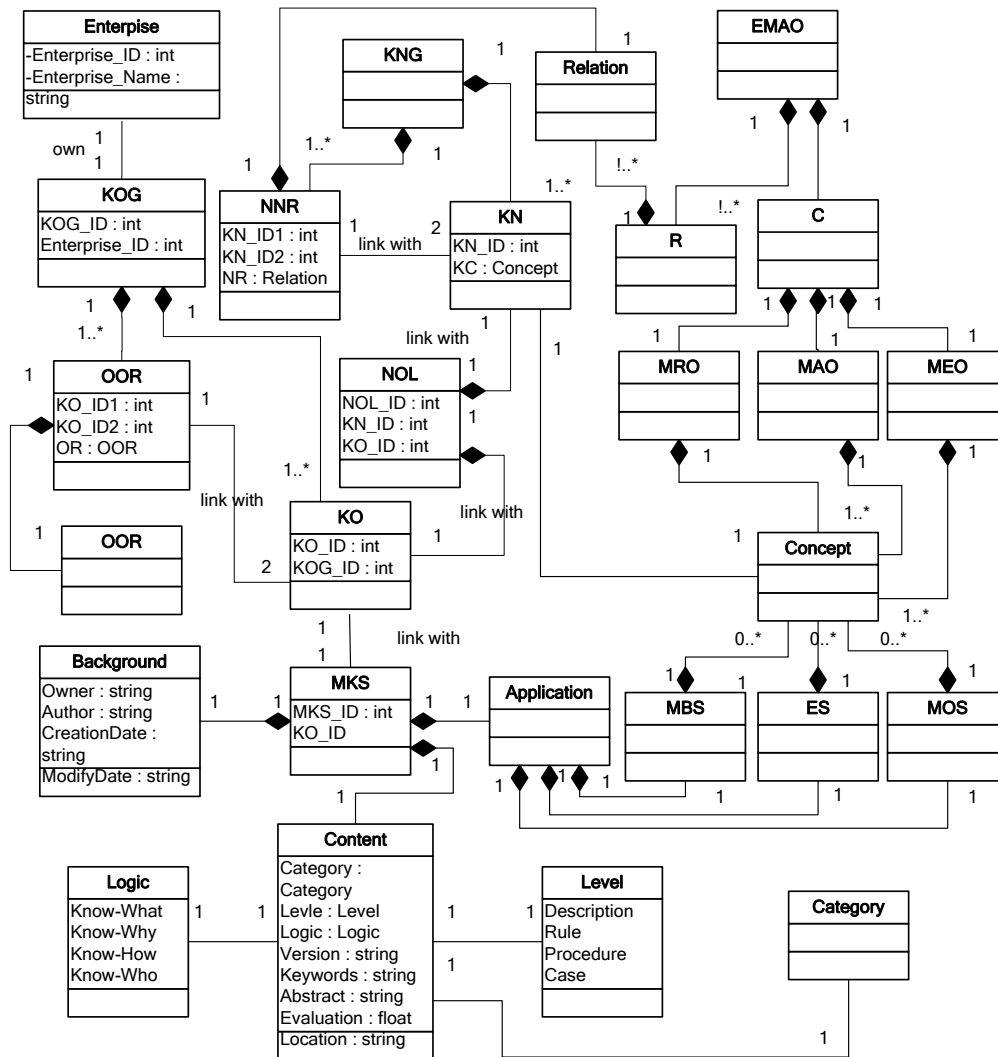 Enterpise
-Enterprise_ID : int
-Enterprise_Name :
string
1
own
1
KOG
KOG_ID : int
Enterprise_ID : int
1
1
1..*
KNG
1
1
1..*
Relation
1
!..*
EMAO
1
1
NNR
KN_ID1 : int
KN_ID2 : int
NR : Relation
1
1
link with
2
1..*
KN
KN_ID : int
KC : Concept
1
1
link with
1
R
!..*
C
1
1
1
OOR
KO_ID1 : int
KO_ID2 : int
OR : OOR
1
1
1
OOR
link with
2
1..*
NOL
NOL_ID : int
KN_ID : int
KO_ID : int
1
1
link with
1
MRO
1
1
MAO
1
1
MEO
1
1
KO
KO_ID : int
KOG_ID : int
1
link with
1
1
1..*
Concept
1..*
0..*
0..*
0..*
Background
Owner : string
Author : string
CreationDate :
string
ModifyDate : string
1
1
MKS
MKS_ID : int
KO_ID
1
1
1
1
Application
1
1
1
MBS
1
1
1
ES
1
1
MOS
1
1
Content
Category :
Category
Levle : Level
Logic : Logic
Version : string
Keywords : string
Abstract : string
Evaluation : float
Location : string
Logic
Know-What
Know-Why
Know-How
Know-Who
1
1
1
1
Level
Description
Rule
Procedure
Case
1
Category
1